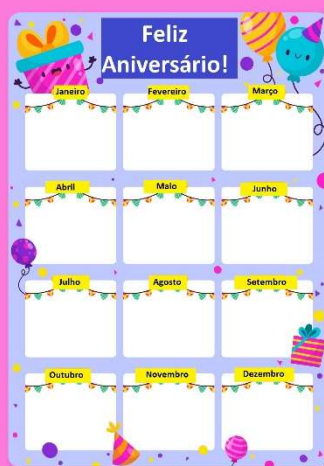 Feliz
Aniversário!
Janeiro
Fevereiro
Março
Abril
Maio
Junho
Julho
Agosto
Setembro
Outubro
Novembro
Dezembro